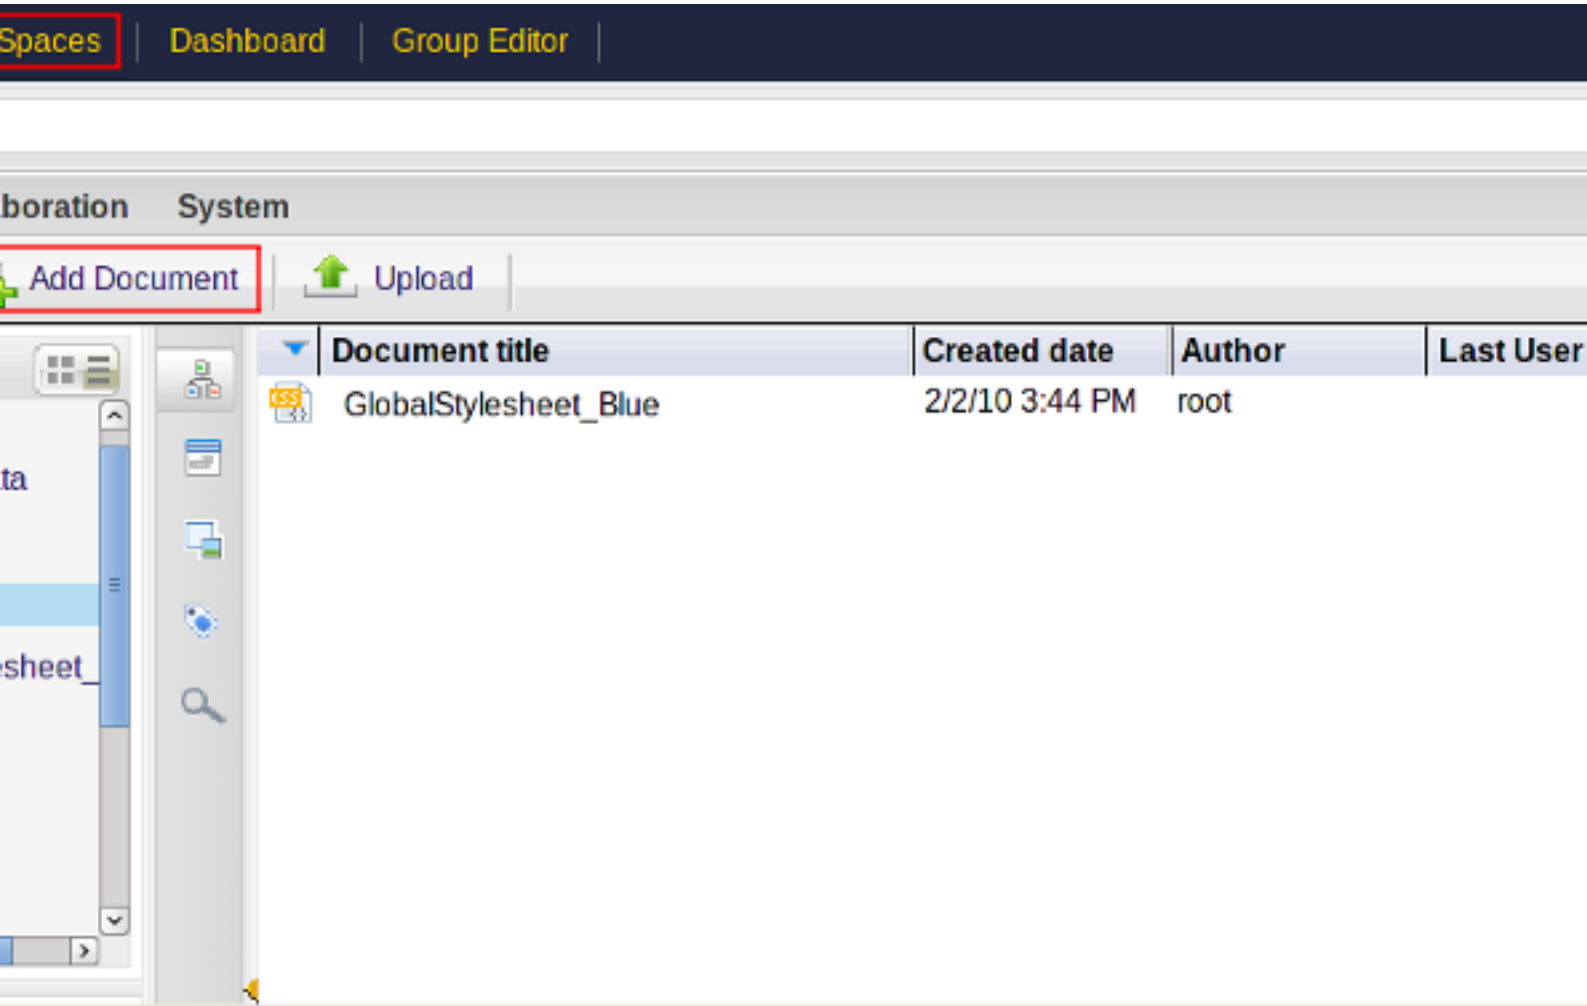 Spaces Dashboard Group Editor
boration System
Add Document Upload
Document title Created date Author Last User
GlobalStylesheet_Blue 2/2/10 3:44 PM root
ta
esheet_